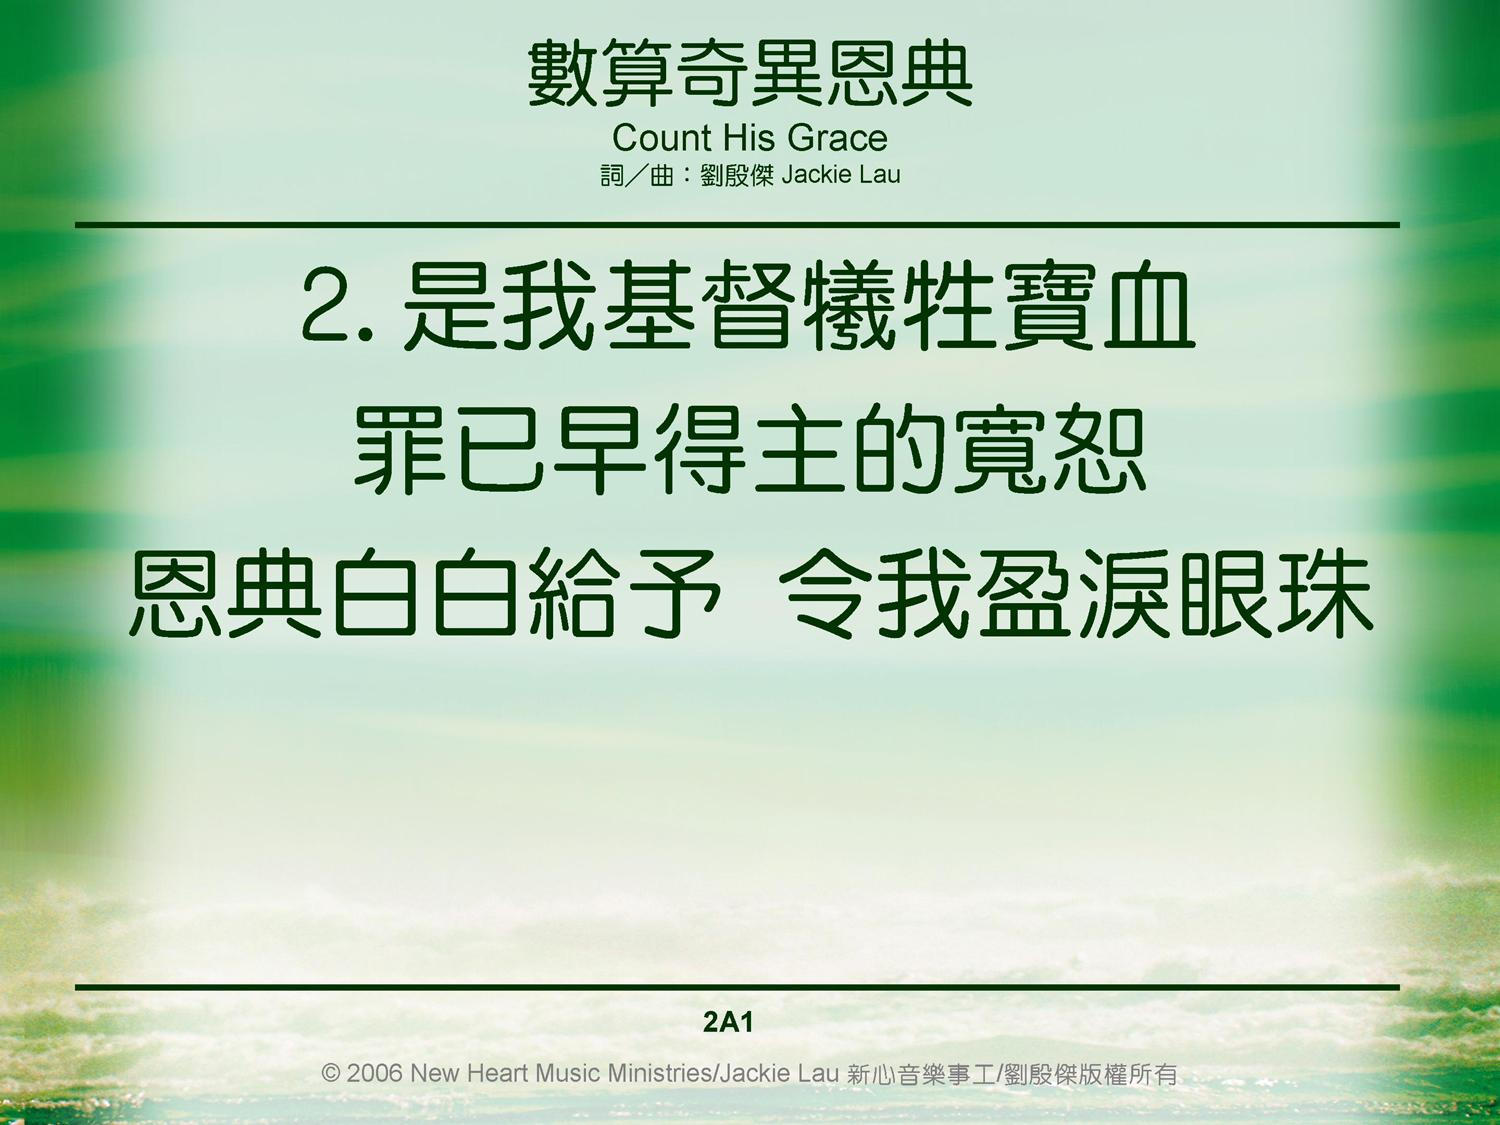 數算奇異恩典
Count His Grace
詞／曲：劉殷傑 Jackie Lau
2. 是我基督犧牲寶血
罪已早得主的寬恕
恩典白白給予 令我盈淚眼珠
2A1
© 2006 New Heart Music Ministries/Jackie Lau 新心音樂事工/劉殷傑版權所有